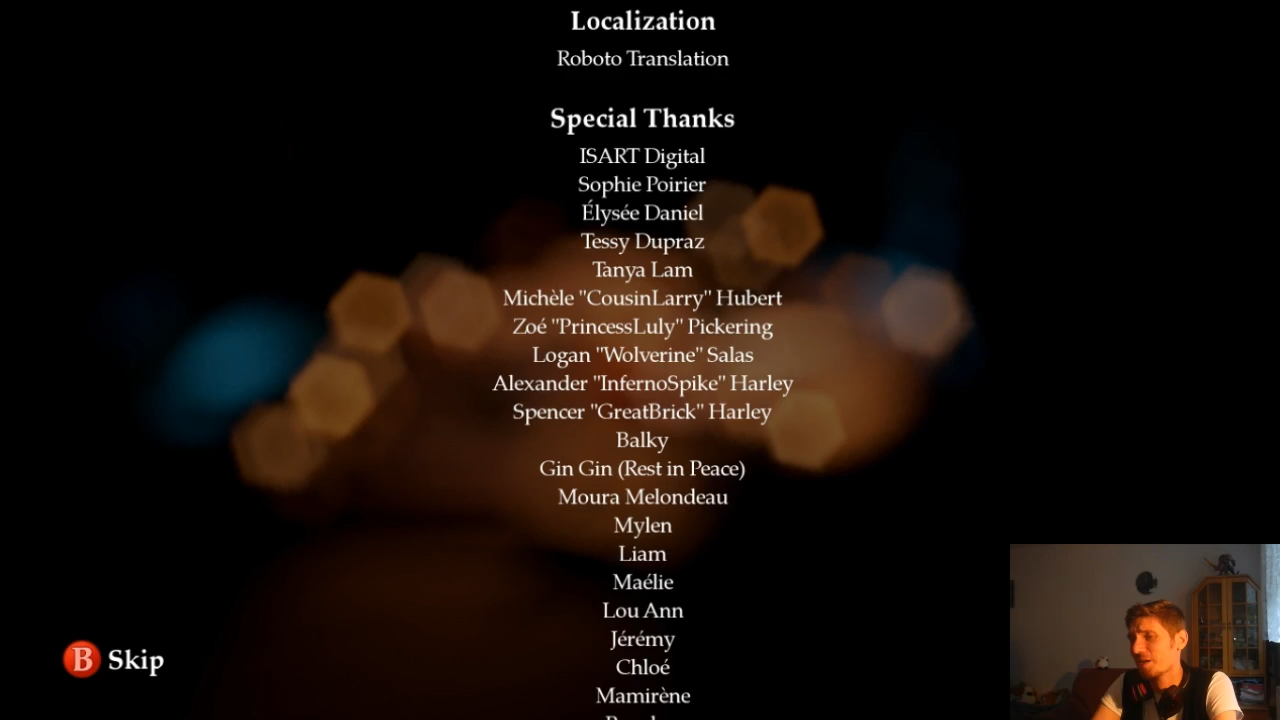 Localization
Roboto Translation
Special Thanks
ISART Digital
Sophie Poirier
Élysée Daniel
Tessy Dupraz
Tanya Lam
Michèle "CousinLarry" Hubert
Zoé "PrincessLuly" Pickering
Logan "Wolverine" Salas
Alexander "InfernoSpike" Harley
Spencer "GreatBrick" Harley
Balky
Gin Gin (Rest in Peace)
Moura Melondeau
Mylen
Liam
Maélie
Lou Ann
Jérémy
Chloé
B Skip
Mamirène